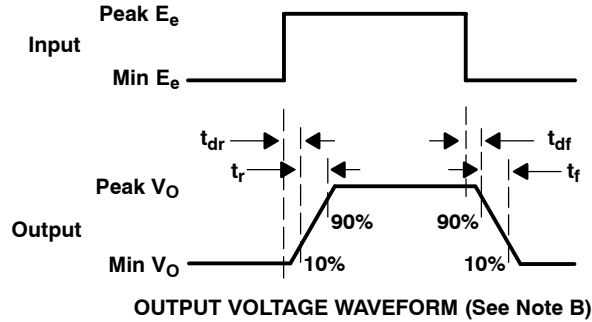 Peak Ee
Input
Min Ee
tdr
tdf
tr
tf
Peak VO
90%
90%
Output
Min VO
10%
10%
OUTPUT VOLTAGE WAVEFORM (See Note B)